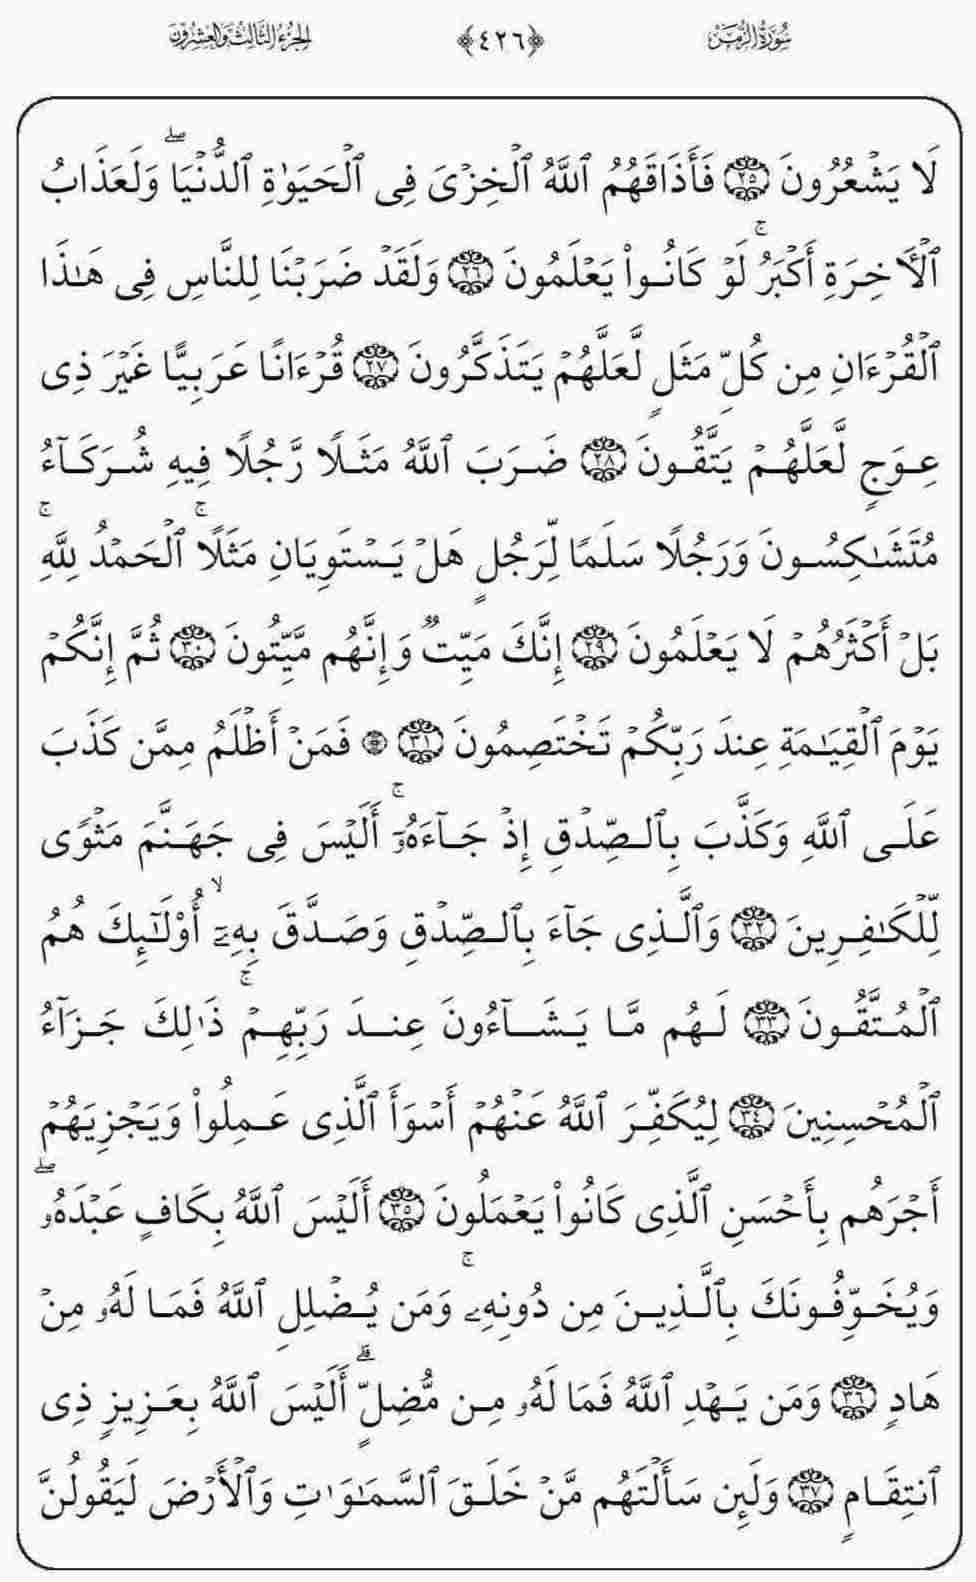 سُورَةُ الزُّمَرِ ﴿٤٢٦﴾ الجُزْءُ الثَّالِثُ وَالعِشْرُونَ
لَا يَشۡعُرُونَ ٢٥ فَأَذَاقَهُمُ ٱللَّهُ ٱلۡخِزۡيَ فِي ٱلۡحَيَوٰةِ ٱلدُّنۡيَاۖ وَلَعَذَابُ
ٱلۡأٓخِرَةِ أَكۡبَرُۚ لَوۡ كَانُواْ يَعۡلَمُونَ ٢٦ وَلَقَدۡ ضَرَبۡنَا لِلنَّاسِ فِي هَٰذَا
ٱلۡقُرۡءَانِ مِن كُلِّ مَثَلٖ لَّعَلَّهُمۡ يَتَذَكَّرُونَ ٢٧ قُرۡءَانًا عَرَبِيًّا غَيۡرَ ذِي
عِوَجٖ لَّعَلَّهُمۡ يَتَّقُونَ ٢٨ ضَرَبَ ٱللَّهُ مَثَلٗا رَّجُلٗا فِيهِ شُرَكَآءُ
مُتَشَٰكِسُونَ وَرَجُلٗا سَلَمٗا لِّرَجُلٍ هَلۡ يَسۡتَوِيَانِ مَثَلًاۚ ٱلۡحَمۡدُ لِلَّهِۚ
بَلۡ أَكۡثَرُهُمۡ لَا يَعۡلَمُونَ ٢٩ إِنَّكَ مَيِّتٞ وَإِنَّهُم مَّيِّتُونَ ٣٠ ثُمَّ إِنَّكُمۡ
يَوۡمَ ٱلۡقِيَٰمَةِ عِندَ رَبِّكُمۡ تَخۡتَصِمُونَ ٣١ ۞ فَمَنۡ أَظۡلَمُ مِمَّن كَذَبَ
عَلَى ٱللَّهِ وَكَذَّبَ بِٱلصِّدۡقِ إِذۡ جَآءَهُۥٓۚ أَلَيۡسَ فِي جَهَنَّمَ مَثۡوٗى
لِّلۡكَٰفِرِينَ ٣٢ وَٱلَّذِي جَآءَ بِٱلصِّدۡقِ وَصَدَّقَ بِهِۦٓۙ أُوْلَٰٓئِكَ هُمُ
ٱلۡمُتَّقُونَ ٣٣ لَهُم مَّا يَشَآءُونَ عِندَ رَبِّهِمۡۚ ذَٰلِكَ جَزَآءُ
ٱلۡمُحۡسِنِينَ ٣٤ لِيُكَفِّرَ ٱللَّهُ عَنۡهُمۡ أَسۡوَأَ ٱلَّذِي عَمِلُواْ وَيَجۡزِيَهُمۡ
أَجۡرَهُم بِأَحۡسَنِ ٱلَّذِي كَانُواْ يَعۡمَلُونَ ٣٥ أَلَيۡسَ ٱللَّهُ بِكَافٍ عَبۡدَهُۥۖ
وَيُخَوِّفُونَكَ بِٱلَّذِينَ مِن دُونِهِۦۚ وَمَن يُضۡلِلِ ٱللَّهُ فَمَا لَهُۥ مِنۡ
هَادٖ ٣٦ وَمَن يَهۡدِ ٱللَّهُ فَمَا لَهُۥ مِن مُّضِلٍّۗ أَلَيۡسَ ٱللَّهُ بِعَزِيزٖ ذِي
ٱنتِقَامٖ ٣٧ وَلَئِن سَأَلۡتَهُم مَّنۡ خَلَقَ ٱلسَّمَٰوَٰتِ وَٱلۡأَرۡضَ لَيَقُولُنَّ